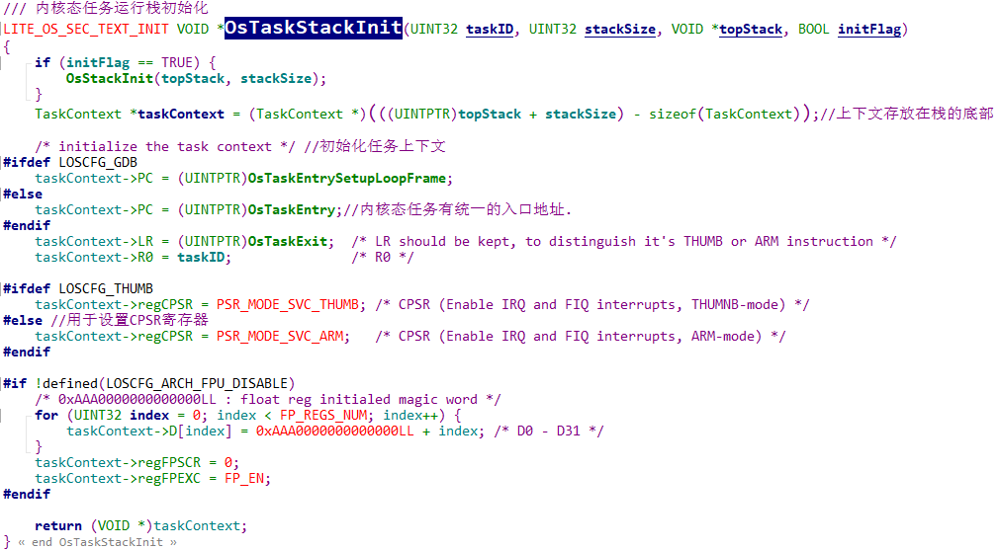 /// 内核态任务运行栈初始化
LITE_OS_SEC_TEXT_INIT VOID *OsTaskStackInit(UINT32 taskID, UINT32 stackSize, VOID *topStack, BOOL initFlag)
{
    if (initFlag == TRUE) {
        OsStackInit(topStack, stackSize);
    }
    TaskContext *taskContext = (TaskContext *)(((UINTPTR)topStack + stackSize) - sizeof(TaskContext));//上下文存放在栈的底部
    /* initialize the task context */ //初始化任务上下文
#ifdef LOSCFG_GDB
    taskContext->PC = (UINTPTR)OsTaskEntrySetupLoopFrame;
#else
    taskContext->PC = (UINTPTR)OsTaskEntry;//内核态任务有统一的入口地址.
#endif
    taskContext->LR = (UINTPTR)OsTaskExit;  /* LR should be kept, to distinguish it's THUMB or ARM instruction */
    taskContext->R0 = taskID;               /* R0 */
#ifdef LOSCFG_THUMB
    taskContext->regCPSR = PSR_MODE_SVC_THUMB; /* CPSR (Enable IRQ and FIQ interrupts, THUMNB-mode) */
#else //用于设置CPSR寄存器
    taskContext->regCPSR = PSR_MODE_SVC_ARM;   /* CPSR (Enable IRQ and FIQ interrupts, ARM-mode) */
#endif
#if !defined(LOSCFG_ARCH_FPU_DISABLE)
    /* 0xAAA0000000000000LL : float reg initialed magic word */
    for (UINT32 index = 0; index < FP_REGS_NUM; index++) {
        taskContext->D[index] = 0xAAA0000000000000LL + index; /* D0 - D31 */
    }
    taskContext->regFPSCR = 0;
    taskContext->regFPEXC = FP_EN;
#endif
    return (VOID *)taskContext;
} « end OsTaskStackInit »